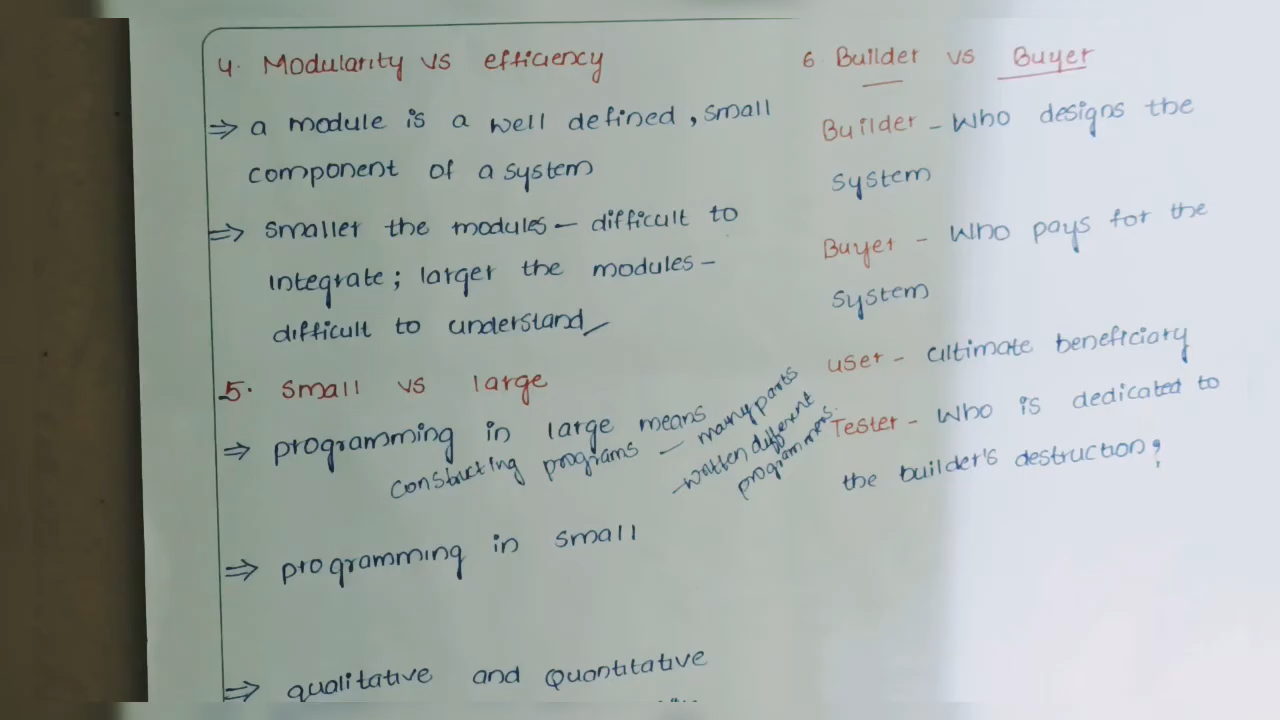 4. Modularity vs efficiency
⇒ a module is a well defined, small
component of a system
⇒ smaller the modules - difficult to
integrate; larger the modules -
difficult to understand
5. small vs large
⇒ programming in large means
constructing programs - many parts
- written different
programmers.
⇒ programming in small
⇒ qualitative and Quantitative
6 Builder vs Buyer
Builder - Who designs the
system
Buyer - Who pays for the
system
user - ultimate beneficiary
Tester - Who is dedicated to
the builder's destruction;